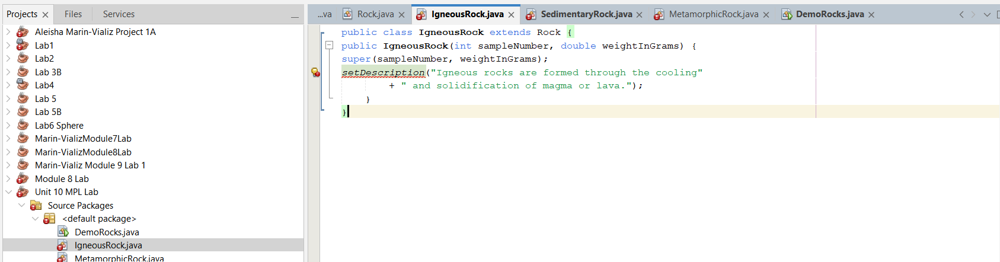 Projects Files Services
Aleisha Marin-Vializ Project 1A
Lab1
Lab2
Lab 3B
Lab4
Lab 5
Lab 5B
Lab6 Sphere
Marin-VializModule7Lab
Marin-VializModule8Lab
Marin-Vializ Module 9 Lab 1
Module 8 Lab
Unit 10 MPL Lab
Source Packages
<default package>
DemoRocks.java
IgneousRock.java
MetamorphicRock.java
...va Rock.java IgneousRock.java SedimentaryRock.java MetamorphicRock.java DemoRocks.java
public class IgneousRock extends Rock {
public IgneousRock(int sampleNumber, double weightInGrams) {
super(sampleNumber, weightInGrams);
setDescription("Igneous rocks are formed through the cooling"
+ " and solidification of magma or lava.");
}
}